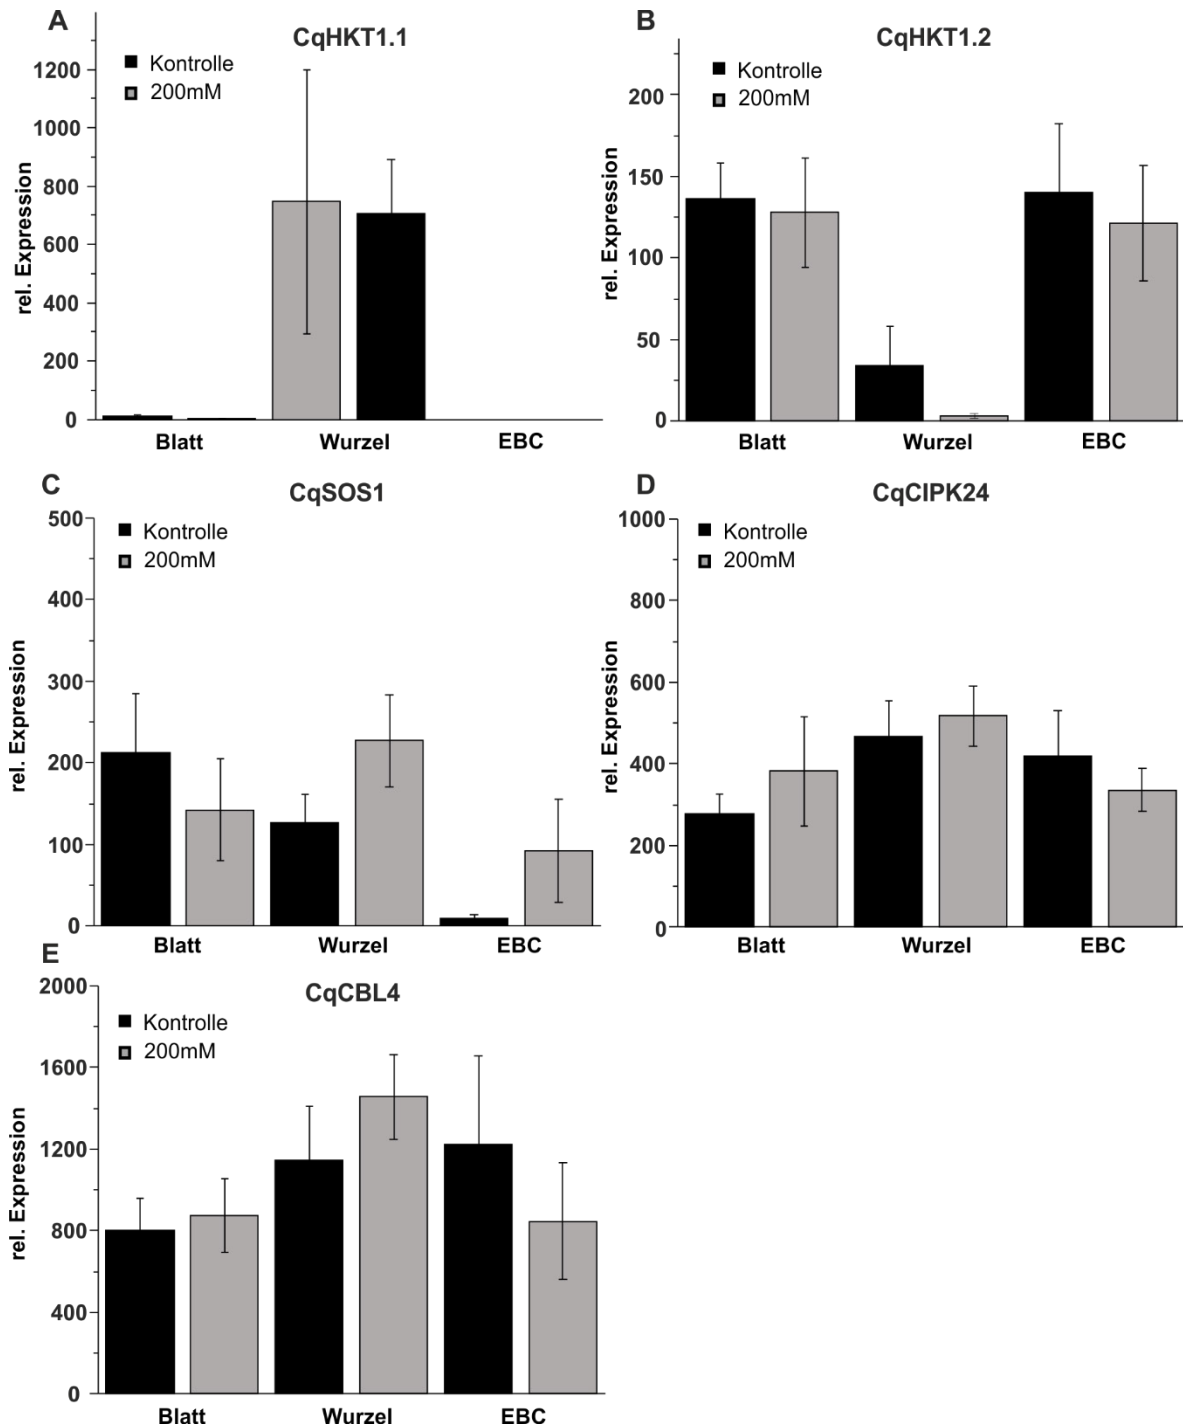 A
CqHKT1.1
Kontrolle
200mM
rel. Expression
1200
1000
800
600
400
200
0
Blatt Wurzel EBC
B
CqHKT1.2
Kontrolle
200mM
rel. Expression
200
150
100
50
0
Blatt Wurzel EBC
C
CqSOS1
Kontrolle
200mM
rel. Expression
500
400
300
200
100
0
Blatt Wurzel EBC
D
CqCIPK24
Kontrolle
200mM
rel. Expression
1000
800
600
400
200
0
Blatt Wurzel EBC
E
CqCBL4
Kontrolle
200mM
rel. Expression
2000
1600
1200
800
400
0
Blatt Wurzel EBC